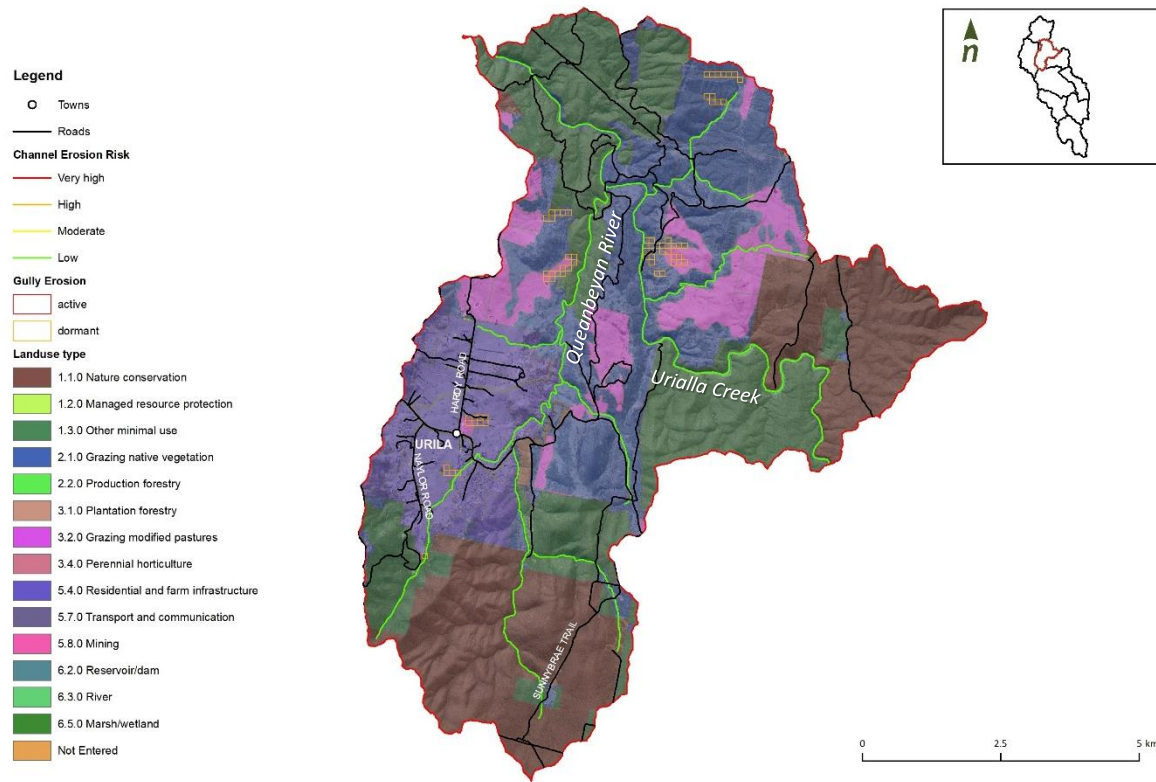 Legend
Towns
Roads
Channel Erosion Risk
Very high
High
Moderate
Low
Gully Erosion
active
dormant
Landuse type
1.1.0 Nature conservation
1.2.0 Managed resource protection
1.3.0 Other minimal use
2.1.0 Grazing native vegetation
2.2.0 Production forestry
3.1.0 Plantation forestry
3.2.0 Grazing modified pastures
3.4.0 Perennial horticulture
5.4.0 Residential and farm infrastructure
5.7.0 Transport and communication
5.8.0 Mining
6.2.0 Reservoir/dam
6.3.0 River
6.5.0 Marsh/wetland
Not Entered
Queanbeyan River
Urialla Creek
HARDY ROAD
URILA
NAYLOR ROAD
SUNNYBRAE TRAIL
n
0 2.5 5 km